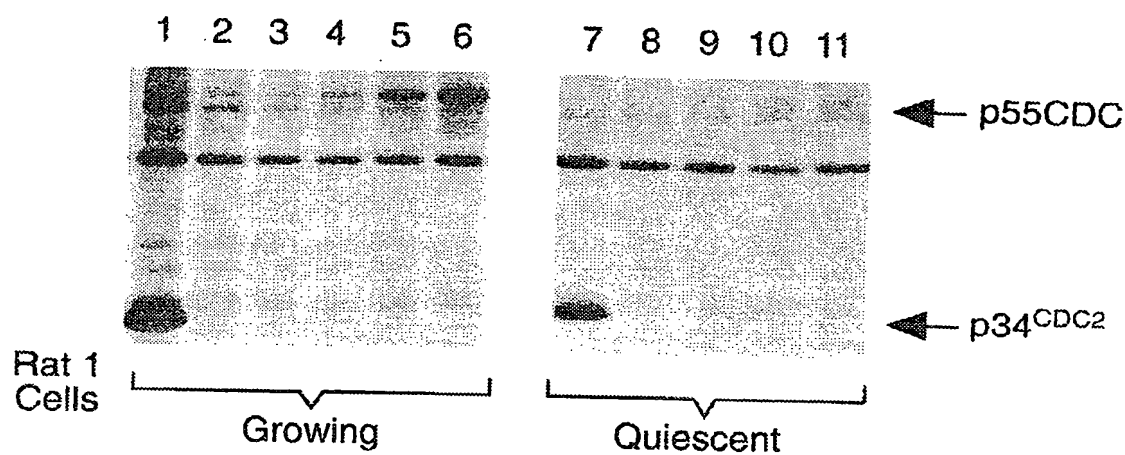 1 2 3 4 5 6 7 8 9 10 11
p55CDC
p34CDC2
Rat 1
Cells
Growing
Quiescent